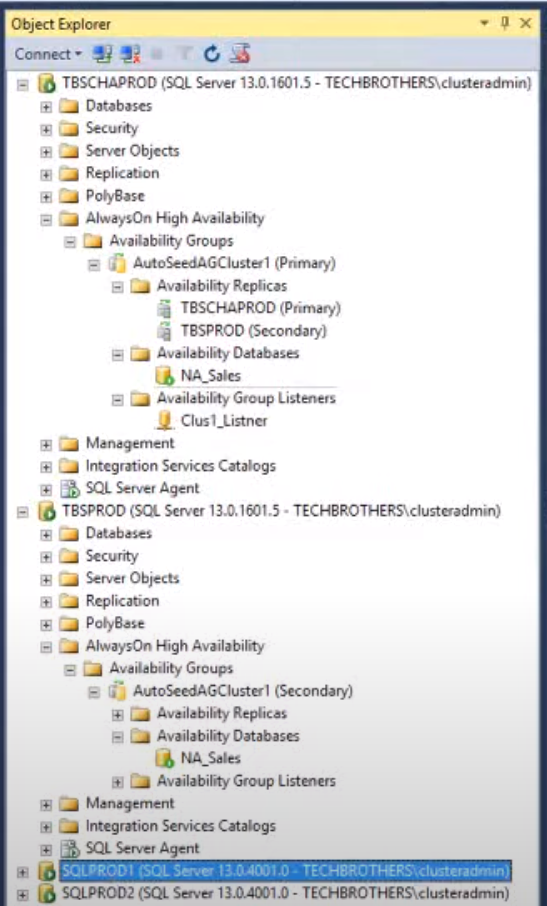 Object Explorer
Connect
TBSCHAPROD (SQL Server 13.0.1601.5 - TECHBROTHERS\clusteradmin)
Databases
Security
Server Objects
Replication
PolyBase
AlwaysOn High Availability
Availability Groups
AutoSeedAGCluster1 (Primary)
Availability Replicas
TBSCHAPROD (Primary)
TBSPROD (Secondary)
Availability Databases
NA_Sales
Availability Group Listeners
Clus1_Listner
Management
Integration Services Catalogs
SQL Server Agent
TBSPROD (SQL Server 13.0.1601.5 - TECHBROTHERS\clusteradmin)
Databases
Security
Server Objects
Replication
PolyBase
AlwaysOn High Availability
Availability Groups
AutoSeedAGCluster1 (Secondary)
Availability Replicas
Availability Databases
NA_Sales
Availability Group Listeners
Management
Integration Services Catalogs
SQL Server Agent
SQLPROD1 (SQL Server 13.0.4001.0 - TECHBROTHERS\clusteradmin)
SQLPROD2 (SQL Server 13.0.4001.0 - TECHBROTHERS\clusteradmin)